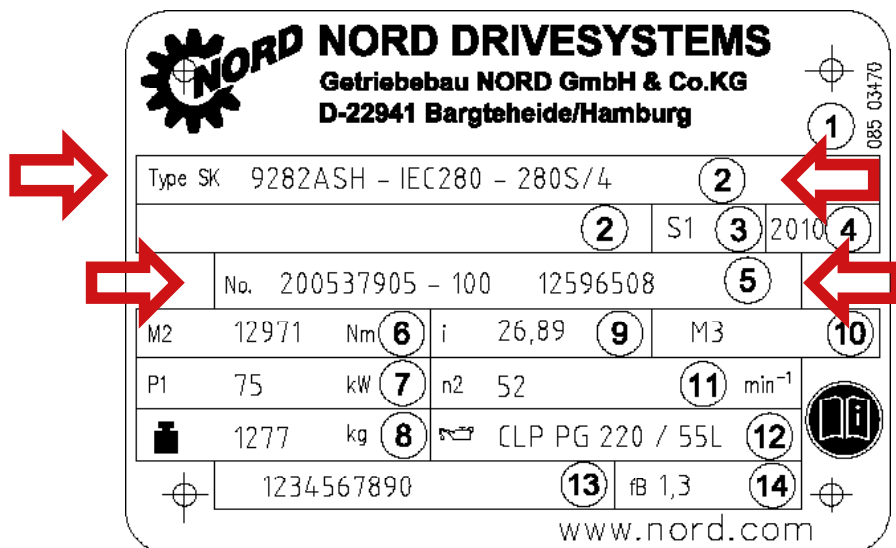 NORD NORD DRIVESYSTEMS
Getriebebau NORD GmbH & Co.KG
D-22941 Bargteheide/Hamburg
1
085 03470
Type SK 9282ASH - IEC280 - 280S/4 2
2 S1 3 2010 4
No. 200537905 - 100 12596508 5
M2 12971 Nm 6 i 26,89 9 M3 10
P1 75 kW 7 n2 52 11 min⁻¹
1277 kg 8 CLP PG 220 / 55L 12
1234567890 13 fB 1,3 14
www.nord.com